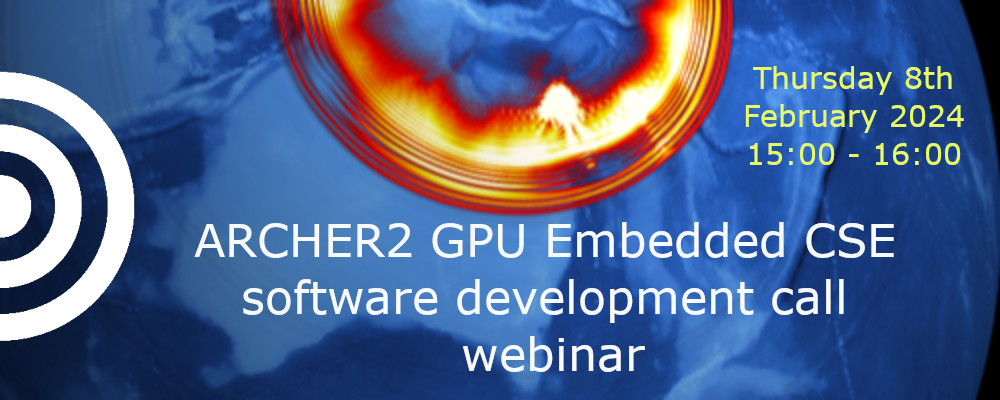 Thursday 8th
February 2024
15:00 - 16:00
ARCHER2 GPU Embedded CSE
software development call
webinar